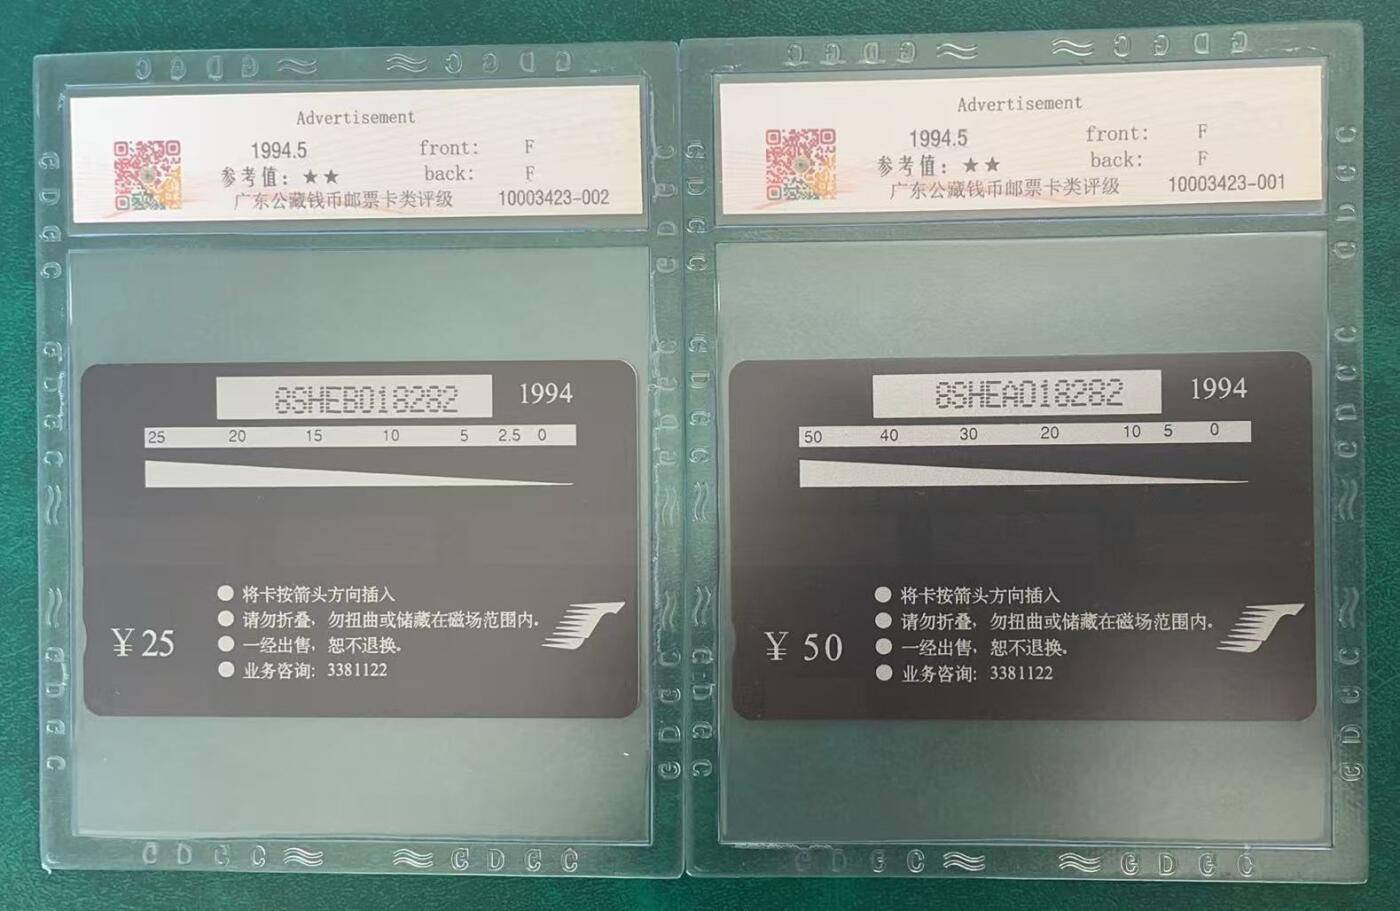 Advertisement
1994.5 front: F
参考值：★★ back: F
广东公藏钱币邮票卡类评级 10003423-002
8SHEB018282 1994
25 20 15 10 5 2.5 0
● 将卡按箭头方向插入
● 请勿折叠，勿扭曲或储藏在磁场范围内。
● 一经出售，恕不退换。
● 业务咨询：3381122
￥25
Advertisement
1994.5 front: F
参考值：★★ back: F
广东公藏钱币邮票卡类评级 10003423-001
8SHEA018282 1994
50 40 30 20 10 5 0
● 将卡按箭头方向插入
● 请勿折叠，勿扭曲或储藏在磁场范围内。
● 一经出售，恕不退换。
● 业务咨询：3381122
￥50